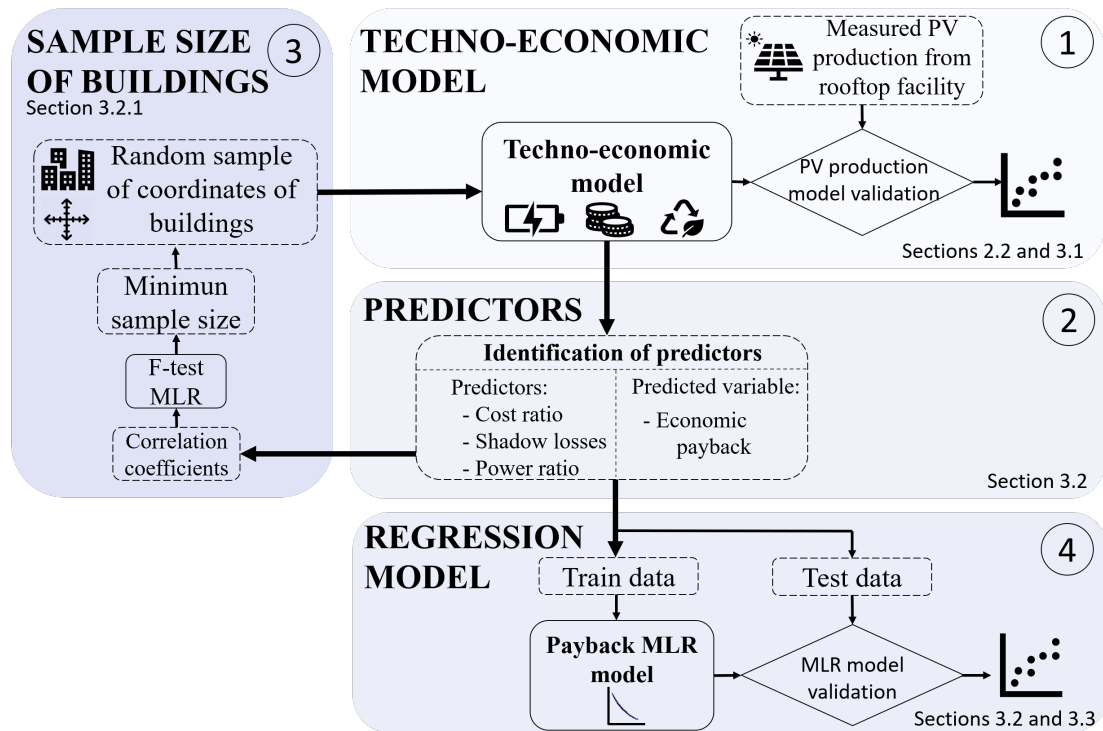 SAMPLE SIZE
OF BUILDINGS
3
Section 3.2.1
Random sample
of coordinates of
buildings
Minimun
sample size
F-test
MLR
Correlation
coefficients
TECHNO-ECONOMIC
MODEL
1
Measured PV
production from
rooftop facility
Techno-economic
model
PV production
model validation
Sections 2.2 and 3.1
PREDICTORS
2
Identification of predictors
Predictors:
- Cost ratio
- Shadow losses
- Power ratio
Predicted variable:
- Economic
payback
Section 3.2
REGRESSION
MODEL
4
Train data
Test data
Payback MLR
model
MLR model
validation
Sections 3.2 and 3.3